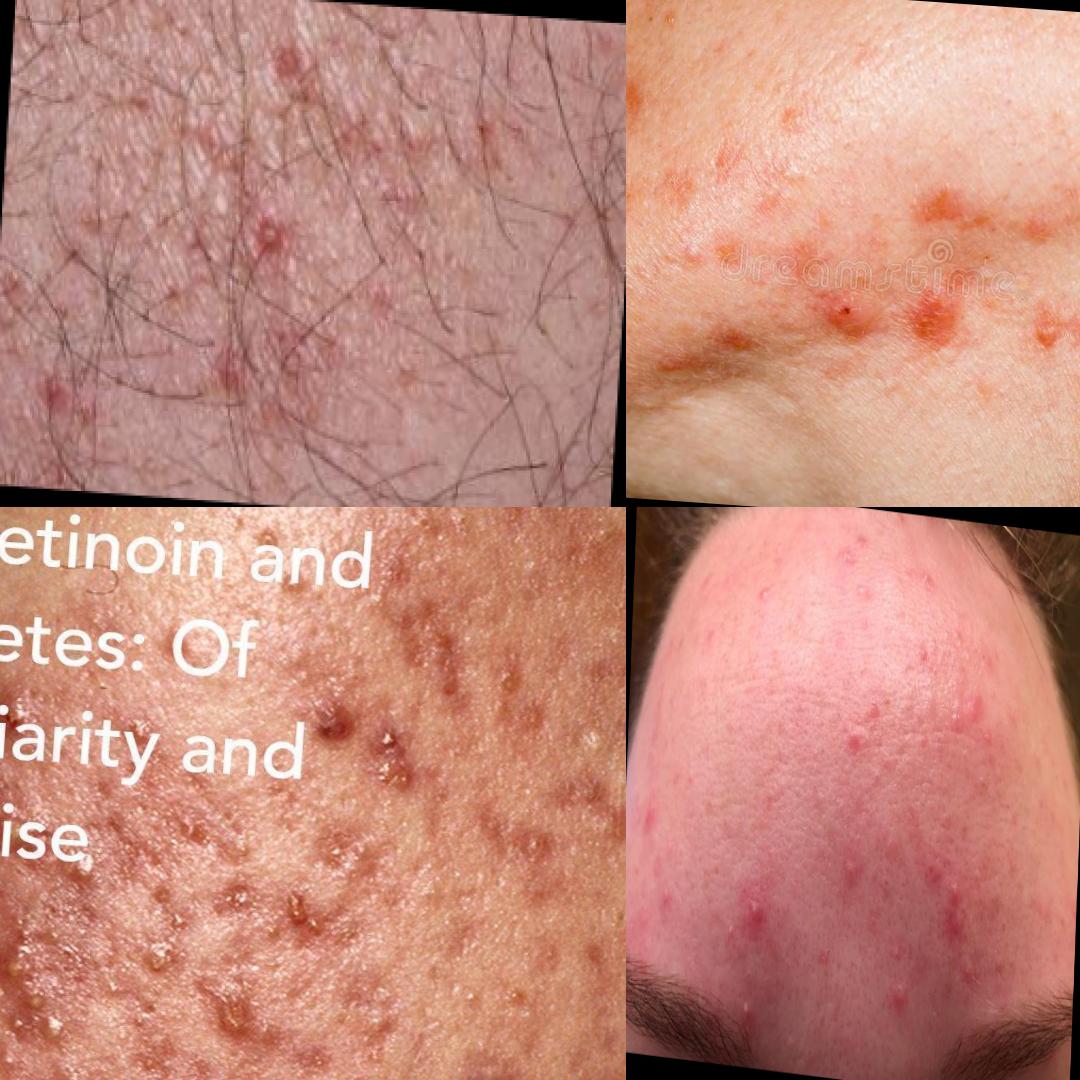 dreamstime
etinoin and
etes: Of
iarity and
ise